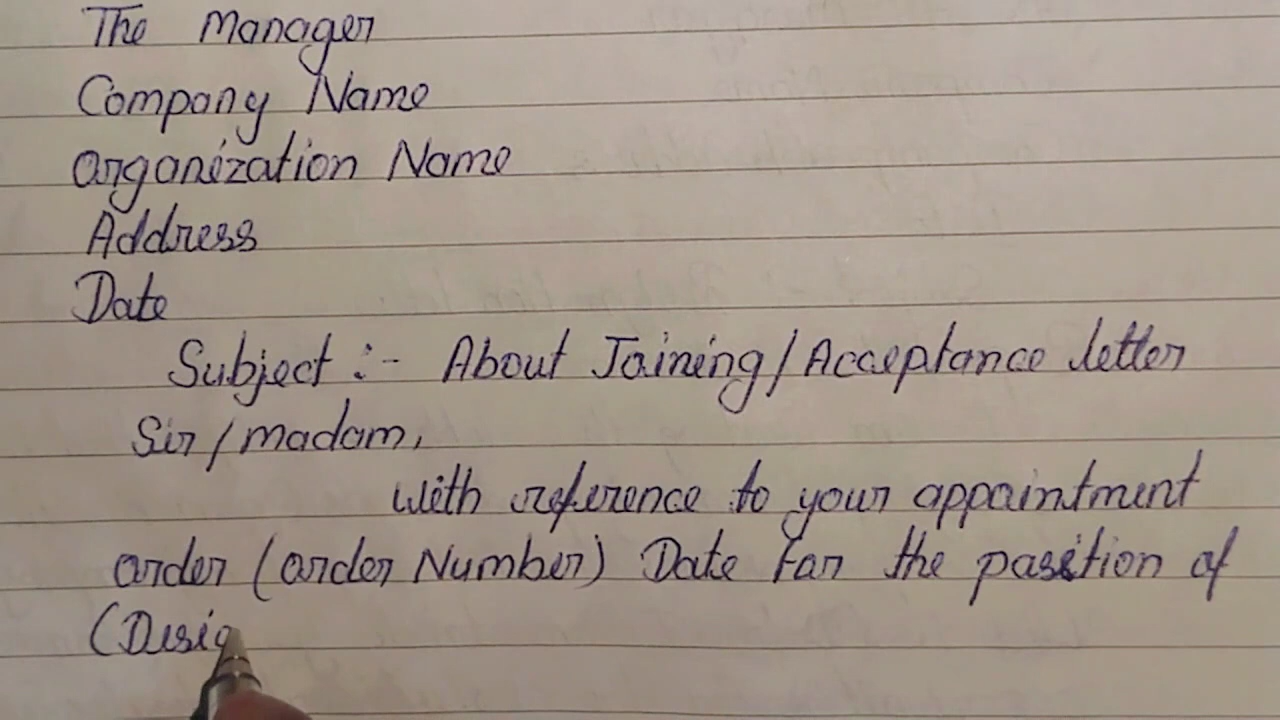 The Manager
Company Name
Organization Name
Address
Date
Subject :- About Joining/Acceptance letter
Sir/madam,
with reference to your appointment
order (order Number) Date for the position of
(Desig